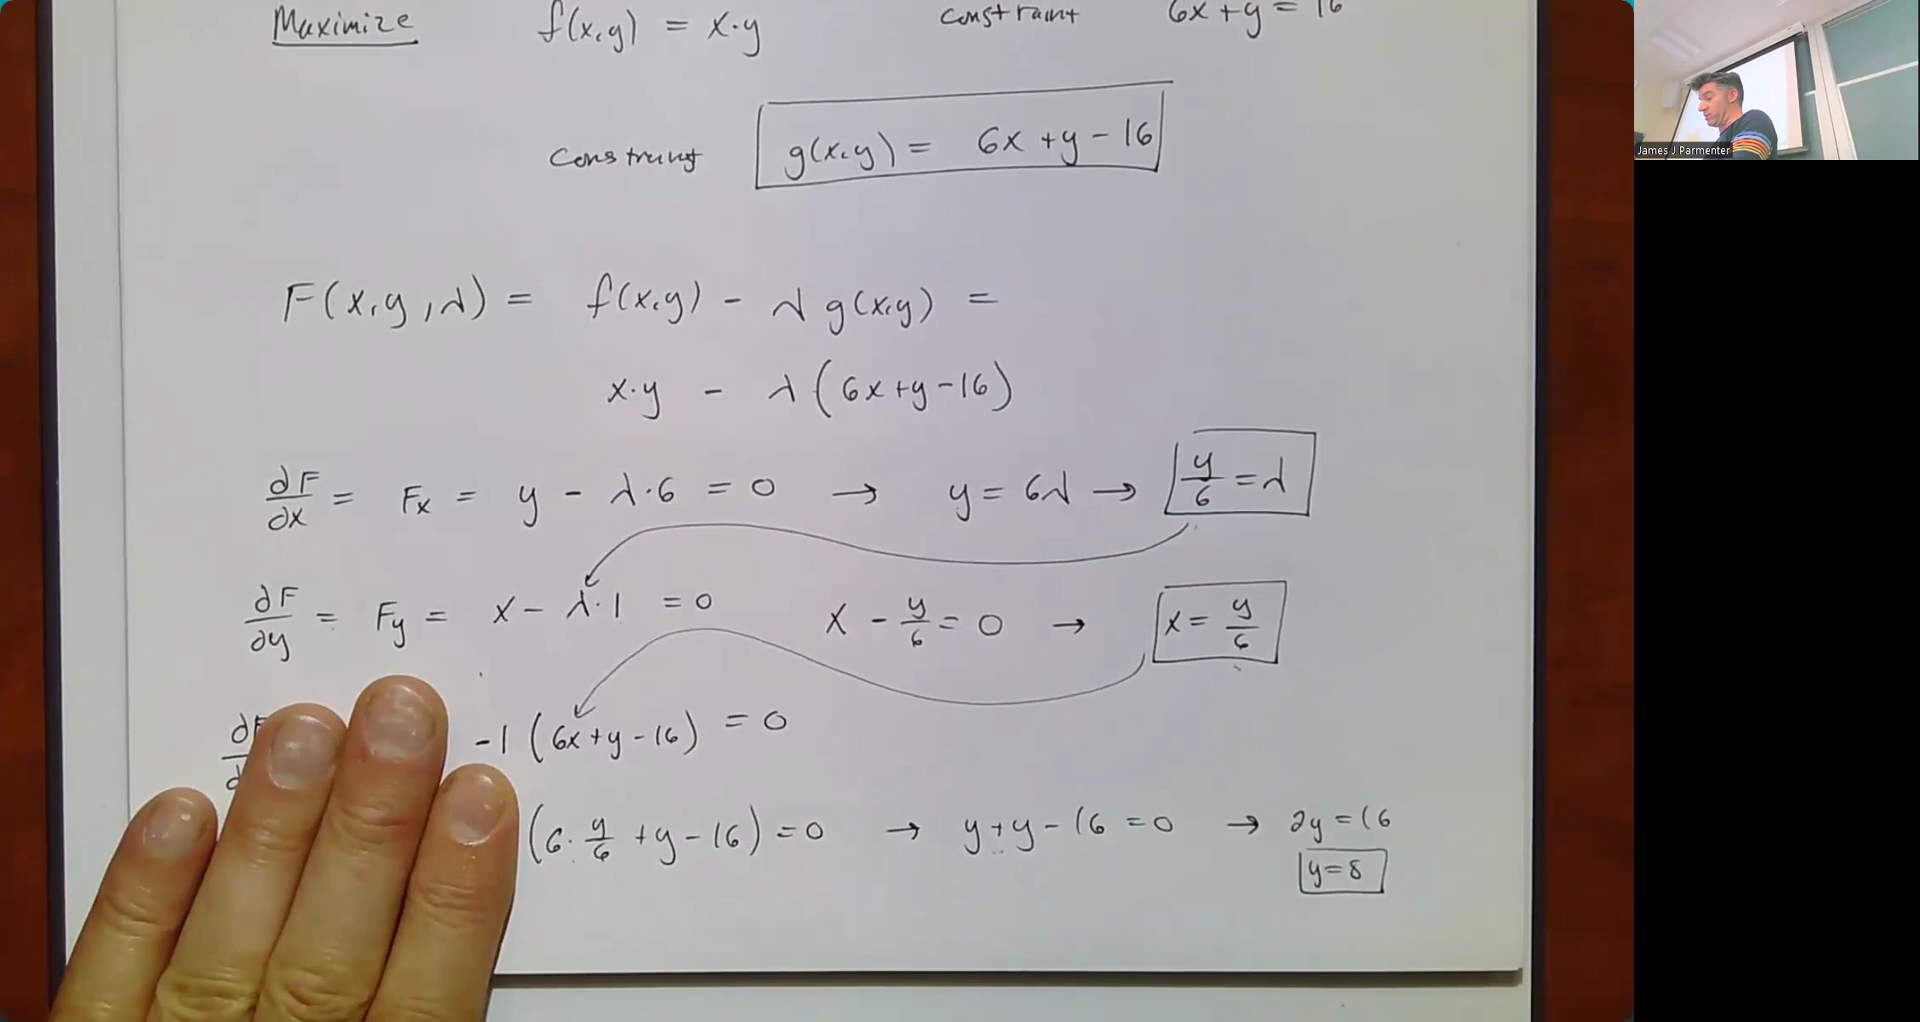 Maximize f(x,y) = x·y constraint 6x + y = 16
constraint g(x,y) = 6x + y - 16
F(x,y,λ) = f(x,y) - λ g(x,y) =
x·y - λ(6x + y - 16)
∂F/∂x = Fx = y - λ·6 = 0 → y = 6λ → y/6 = λ
∂F/∂y = Fy = x - λ·1 = 0 x - y/6 = 0 → x = y/6
-1(6x + y - 16) = 0
(6·y/6 + y - 16) = 0 → y + y - 16 = 0 → 2y = 16
y = 8
James J Parmenter